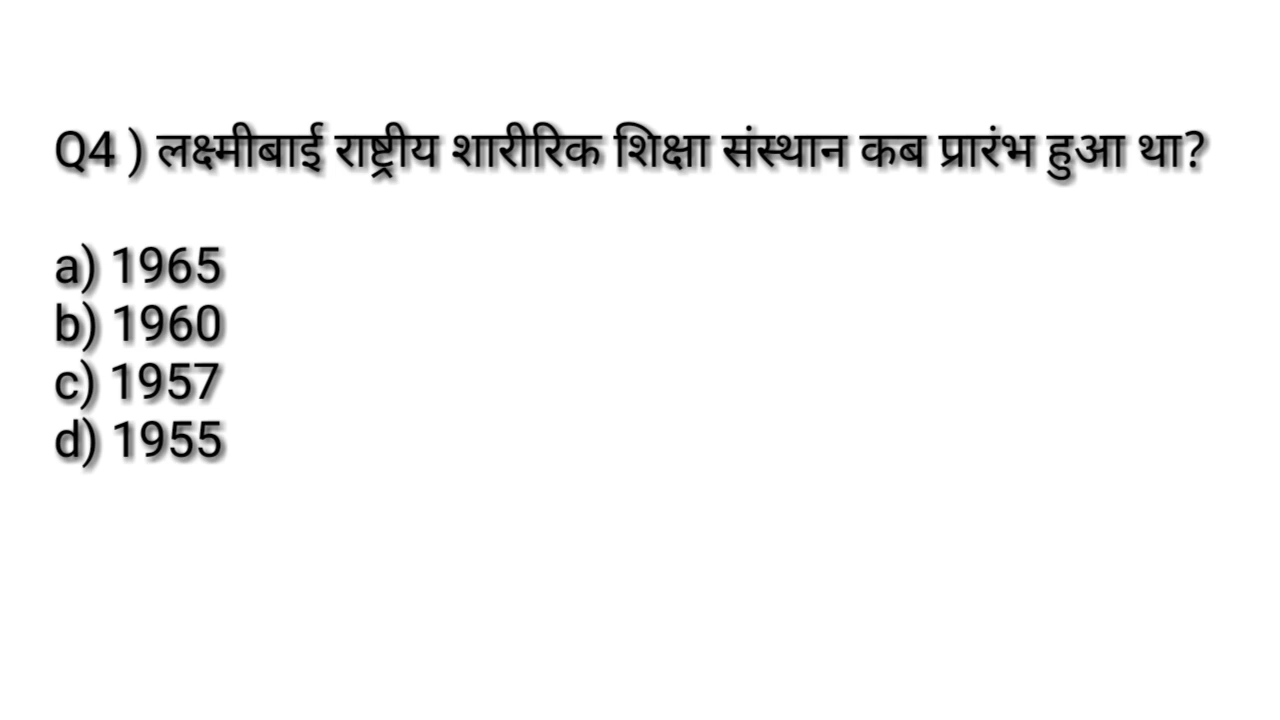 Q4 ) लक्ष्मीबाई राष्ट्रीय शारीरिक शिक्षा संस्थान कब प्रारंभ हुआ था?
a) 1965
b) 1960
c) 1957
d) 1955